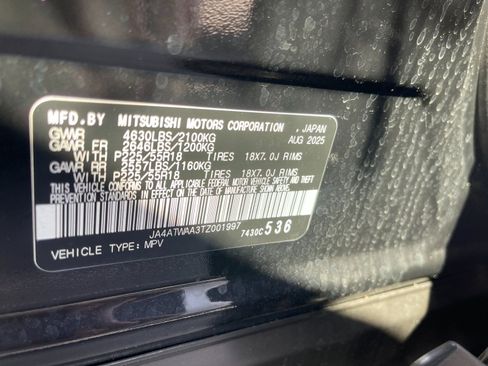 MFD.BY MITSUBISHI MOTORS CORPORATION, JAPAN
GVWR 4630LBS/2100KG AUG 2025
GAWR FR 2646LBS/1200KG
WITH P225/55R18 TIRES 18X7.0J RIMS
GAWR RR 2557LBS/1160KG
WITH P225/55R18 TIRES 18X7.0J RIMS
THIS VEHICLE CONFORMS TO ALL APPLICABLE FEDERAL MOTOR VEHICLE SAFETY AND THEFT
PREVENTION STANDARDS IN EFFECT ON THE DATE OF MANUFACTURE SHOWN ABOVE.
JA4ATWAA3TZ001997 7430C 536
VEHICLE TYPE: MPV